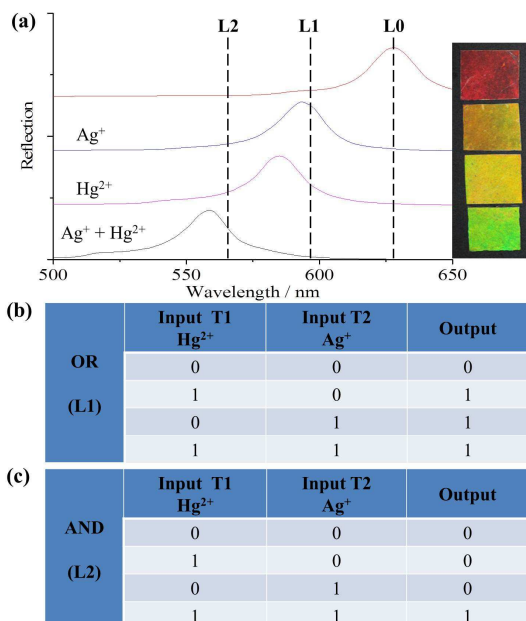 (a)
L2 L1 L0
Reflection
Ag⁺
Hg²⁺
Ag⁺ + Hg²⁺
500 550 600 650
Wavelength / nm
(b)
OR
(L1)
Input T1
Hg²⁺
Input T2
Ag⁺
Output
0 0 0
1 0 1
0 1 1
1 1 1
(c)
AND
(L2)
Input T1
Hg²⁺
Input T2
Ag⁺
Output
0 0 0
1 0 0
0 1 0
1 1 1